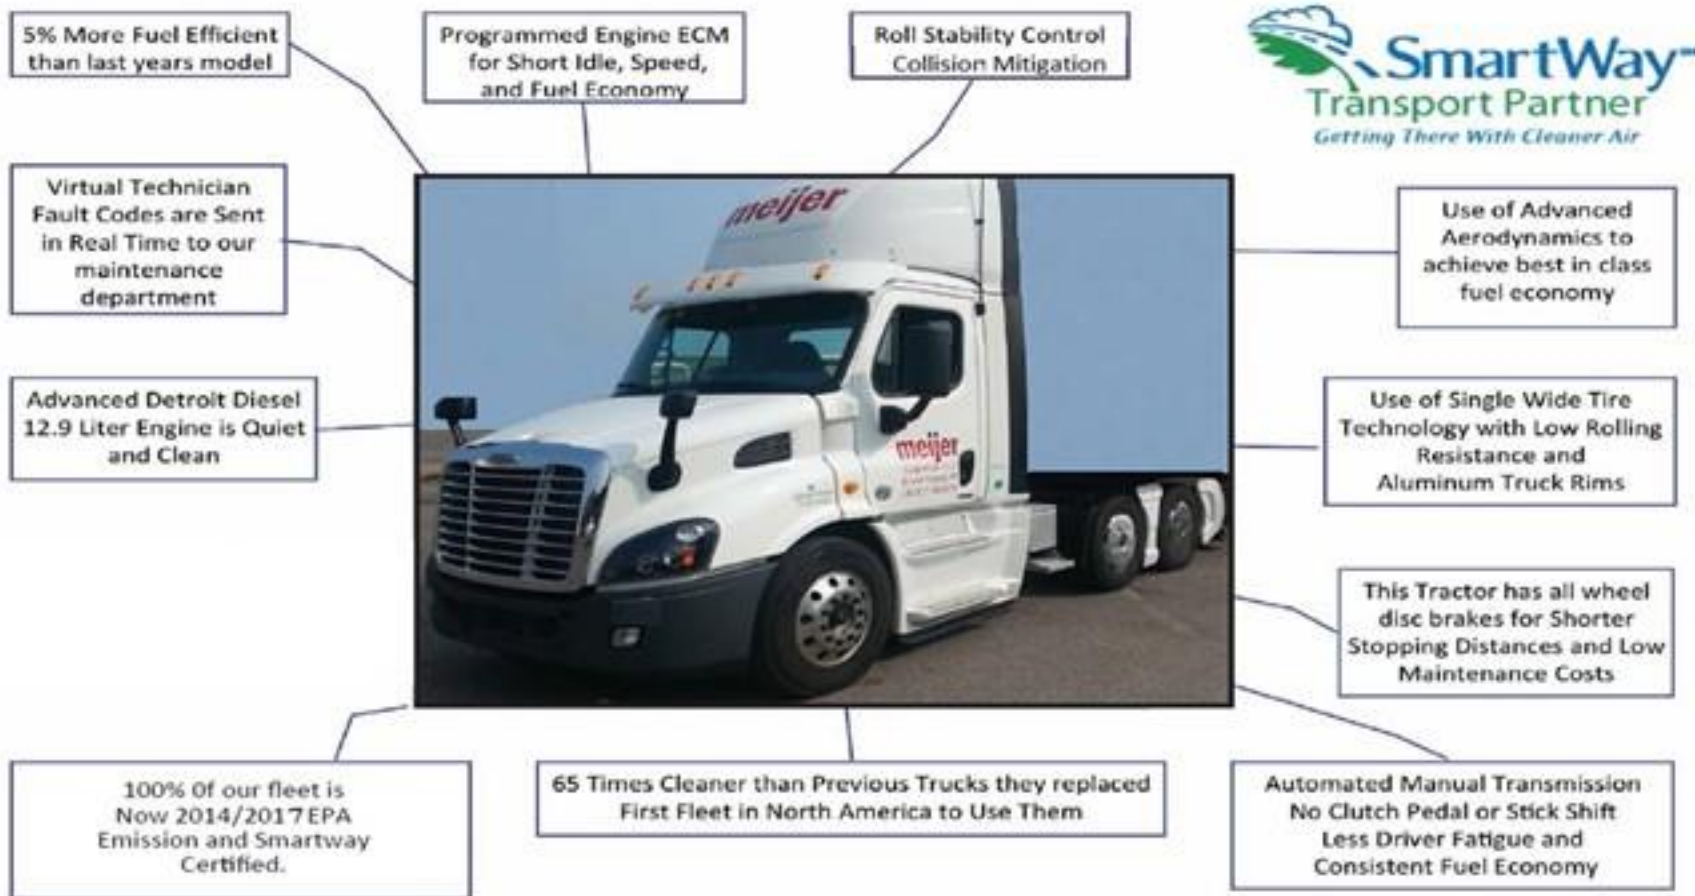 5% More Fuel Efficient
than last years model
Programmed Engine ECM
for Short Idle, Speed,
and Fuel Economy
Roll Stability Control
Collision Mitigation
SmartWay
Transport Partner
Getting There With Cleaner Air
Virtual Technician
Fault Codes are Sent
in Real Time to our
maintenance
department
meijer
Use of Advanced
Aerodynamics to
achieve best in class
fuel economy
Advanced Detroit Diesel
12.9 Liter Engine is Quiet
and Clean
meijer
Use of Single Wide Tire
Technology with Low Rolling
Resistance and
Aluminum Truck Rims
This Tractor has all wheel
disc brakes for Shorter
Stopping Distances and Low
Maintenance Costs
100% 0f our fleet is
Now 2014/2017 EPA
Emission and Smartway
Certified.
65 Times Cleaner than Previous Trucks they replaced
First Fleet in North America to Use Them
Automated Manual Transmission
No Clutch Pedal or Stick Shift
Less Driver Fatigue and
Consistent Fuel Economy